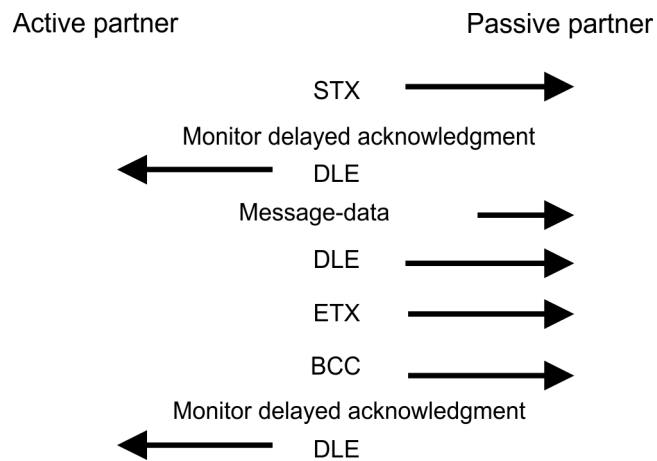 Active partner Passive partner
STX
Monitor delayed acknowledgment
DLE
Message-data
DLE
ETX
BCC
Monitor delayed acknowledgment
DLE